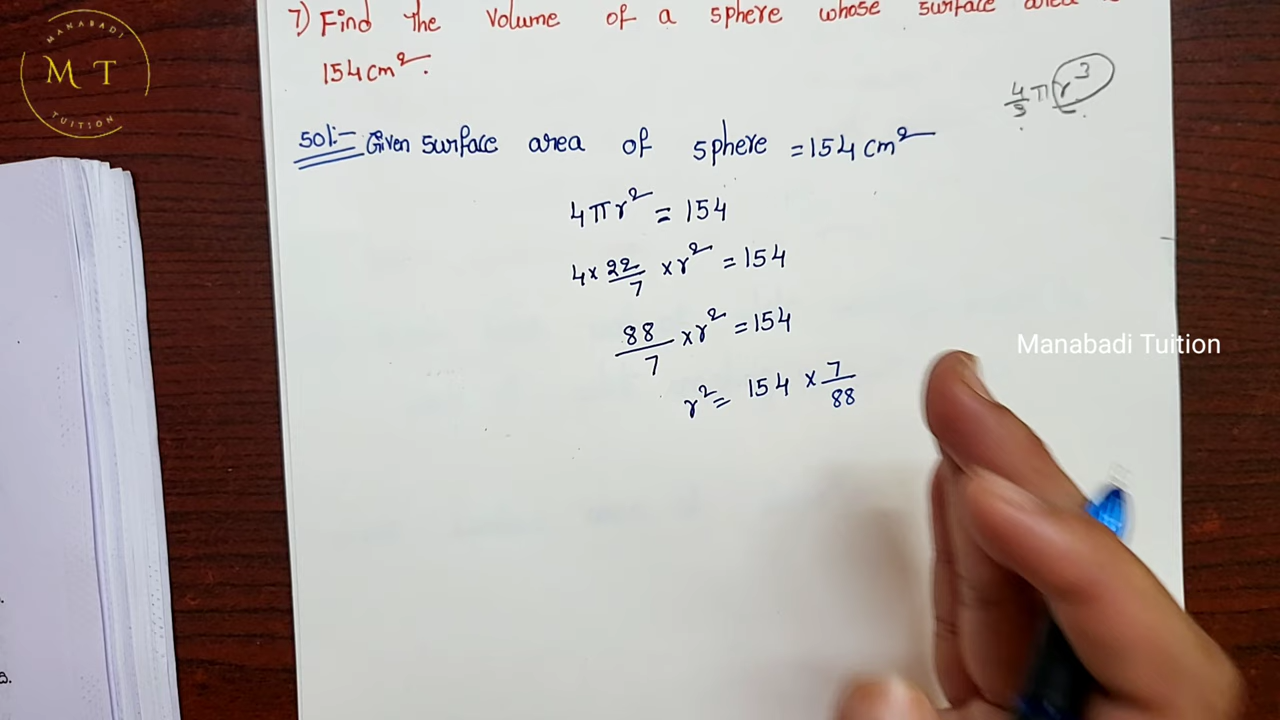 MANABADI
M T
TUITION
7) Find the volume of a sphere whose surface area
154 cm².
Sol:- Given surface area of sphere = 154 cm²
4/3 πr³
4πr² = 154
4 × 22/7 × r² = 154
88/7 × r² = 154
r² = 154 × 7/88
Manabadi Tuition